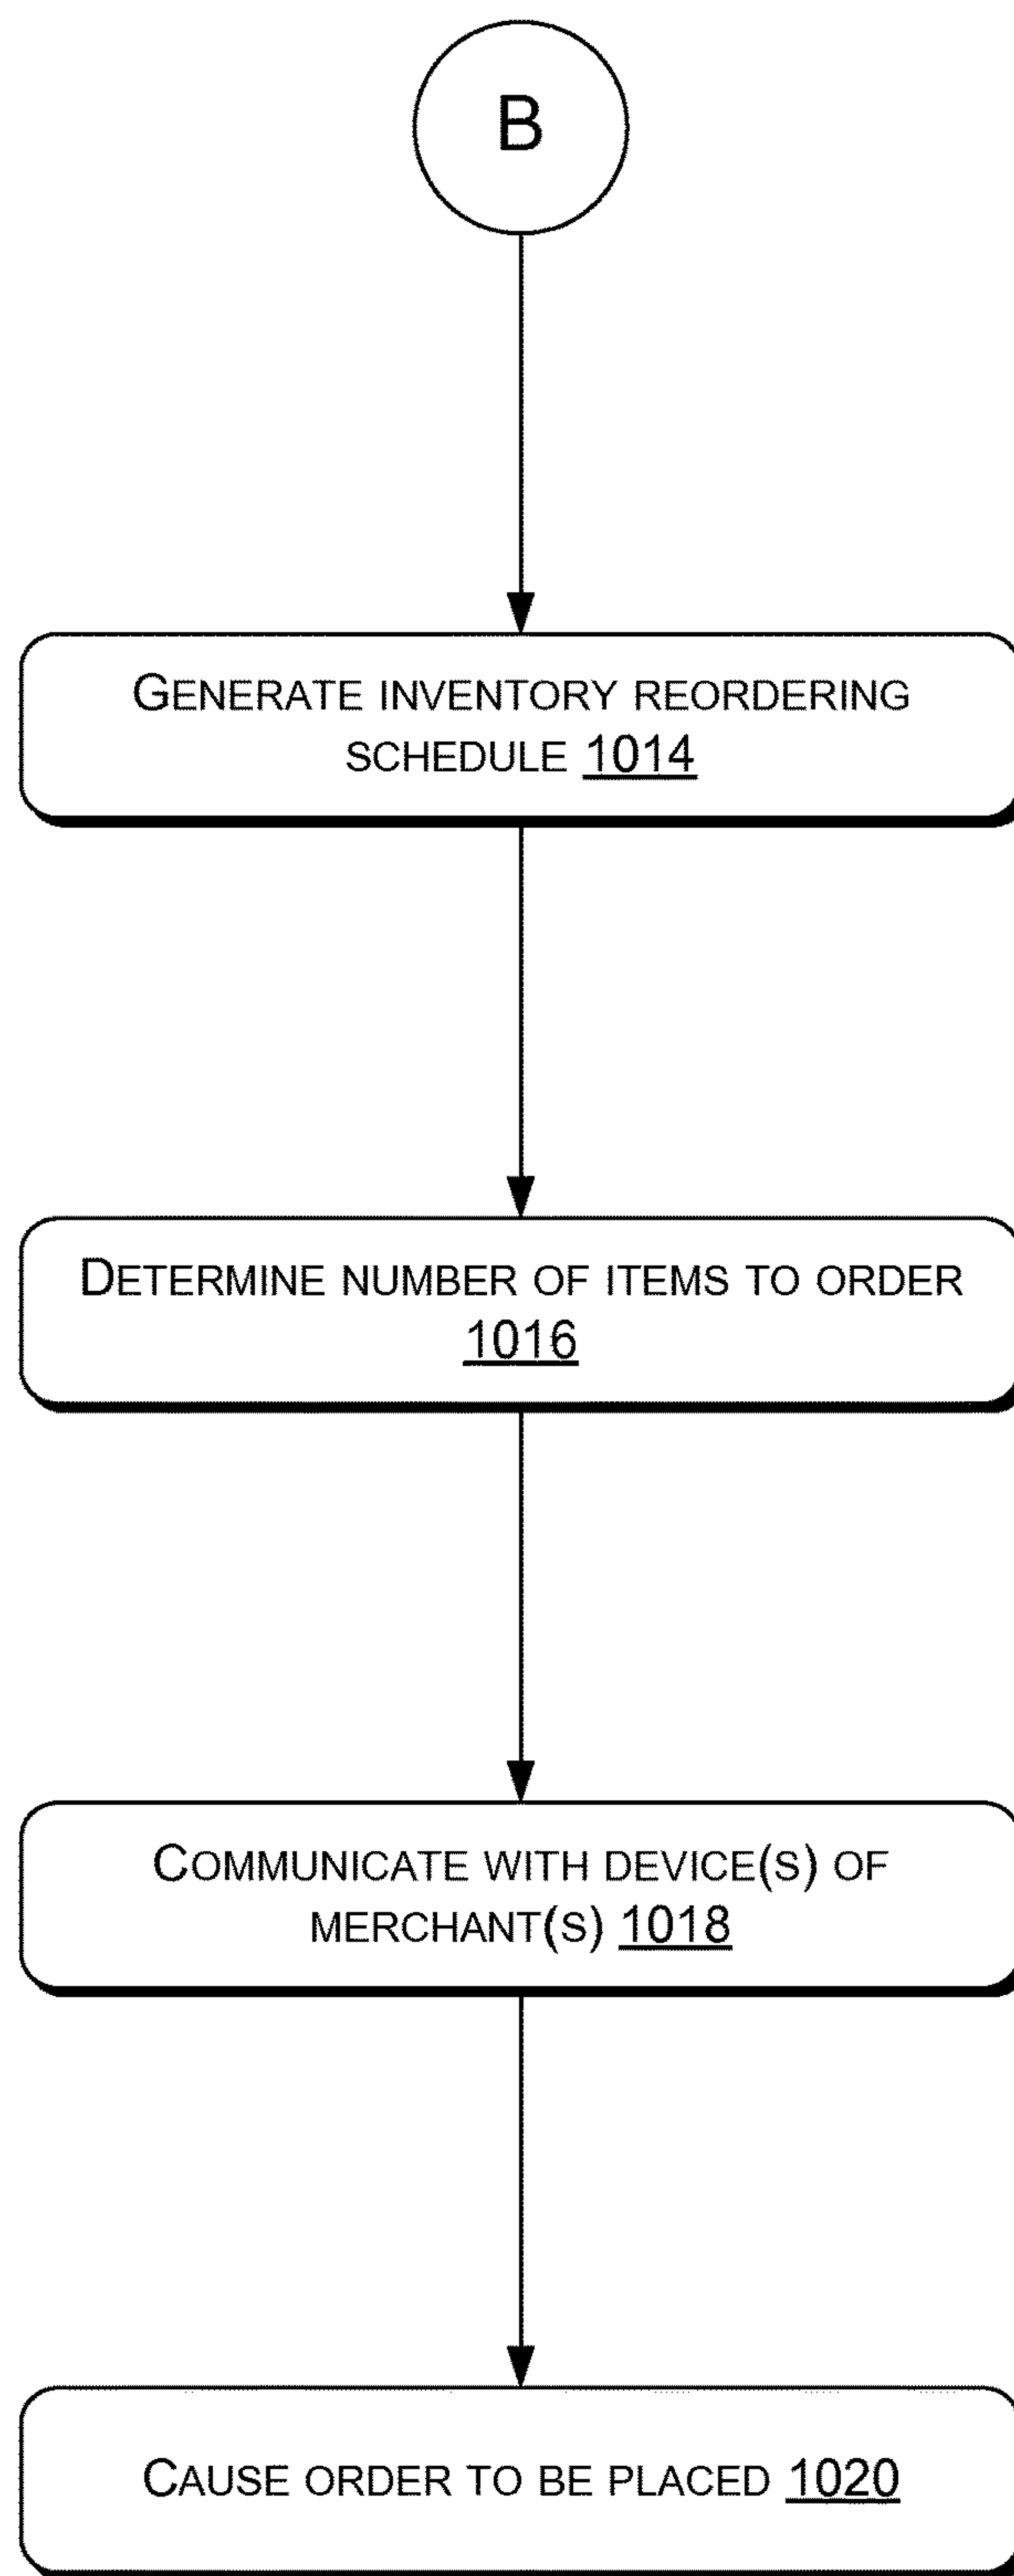 B
GENERATE INVENTORY REORDERING
SCHEDULE 1014
DETERMINE NUMBER OF ITEMS TO ORDER
1016
COMMUNICATE WITH DEVICE(S) OF
MERCHANT(S) 1018
CAUSE ORDER TO BE PLACED 1020